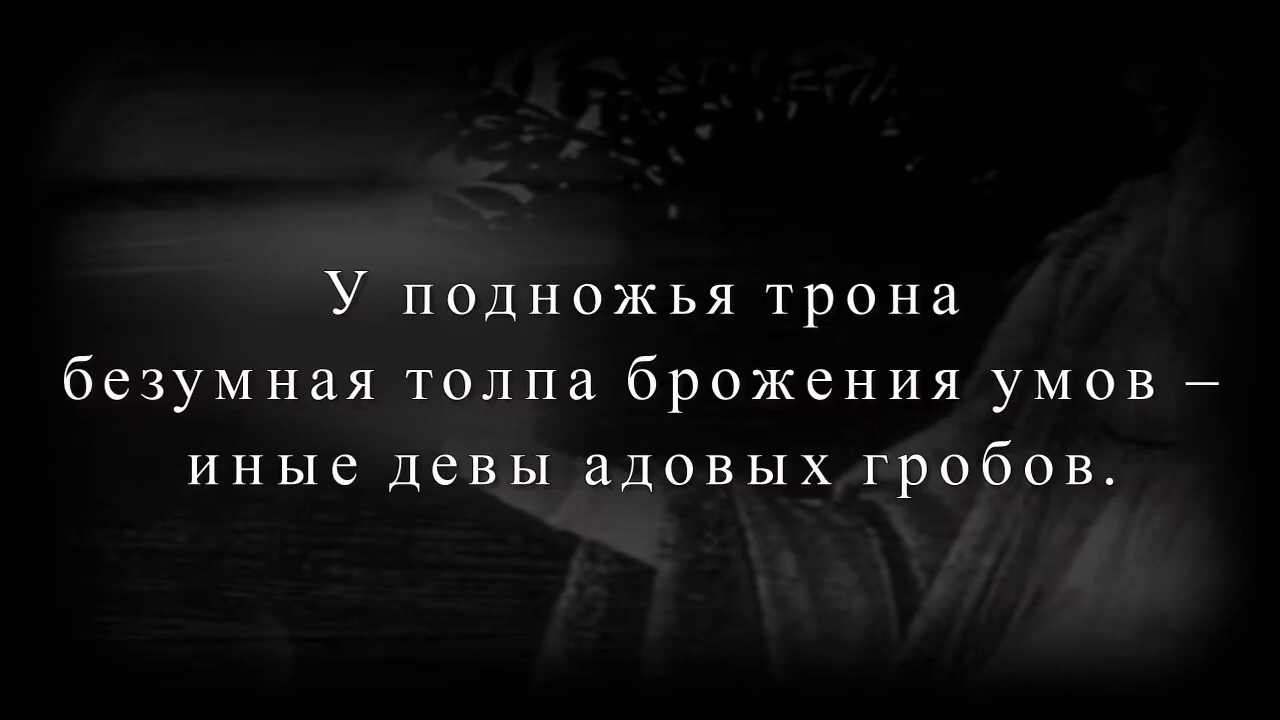 У подножья трона
безумная толпа брожения умов –
иные девы адовых гробов.